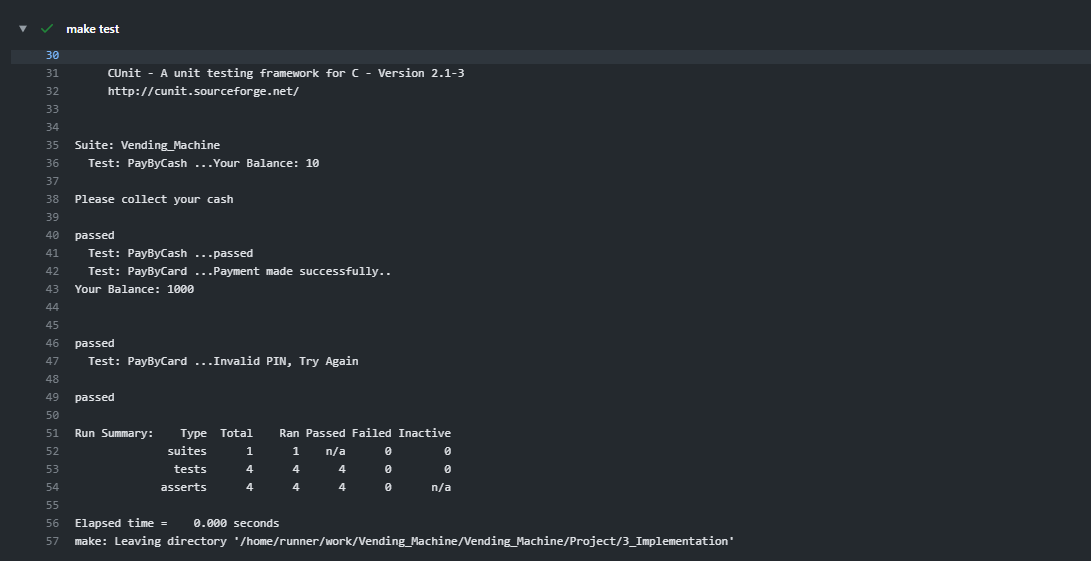 make test
30
31 CUnit - A unit testing framework for C - Version 2.1-3
32 http://cunit.sourceforge.net/
33
34
35 Suite: Vending_Machine
36 Test: PayByCash ...Your Balance: 10
37
38 Please collect your cash
39
40 passed
41 Test: PayByCash ...passed
42 Test: PayByCard ...Payment made successfully..
43 Your Balance: 1000
44
45
46 passed
47 Test: PayByCard ...Invalid PIN, Try Again
48
49 passed
50
51 Run Summary: Type Total Ran Passed Failed Inactive
52 suites 1 1 n/a 0 0
53 tests 4 4 4 0 0
54 asserts 4 4 4 0 n/a
55
56 Elapsed time = 0.000 seconds
57 make: Leaving directory '/home/runner/work/Vending_Machine/Vending_Machine/Project/3_Implementation'